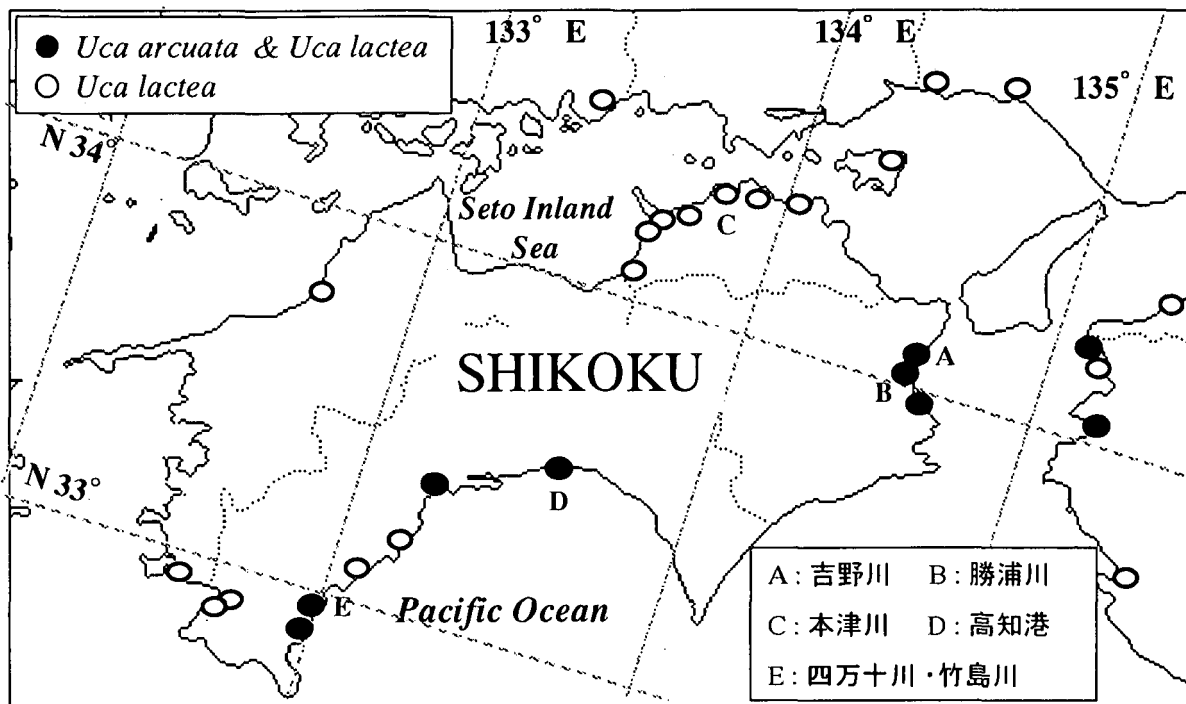 ● Uca arcuata & Uca lactea
○ Uca lactea
133° E
134° E
135° E
N 34°
Seto Inland
Sea
C
SHIKOKU
A
B
N 33°
D
E
Pacific Ocean
A : 吉野川 B : 勝浦川
C : 本津川 D : 高知港
E : 四万十川・竹島川